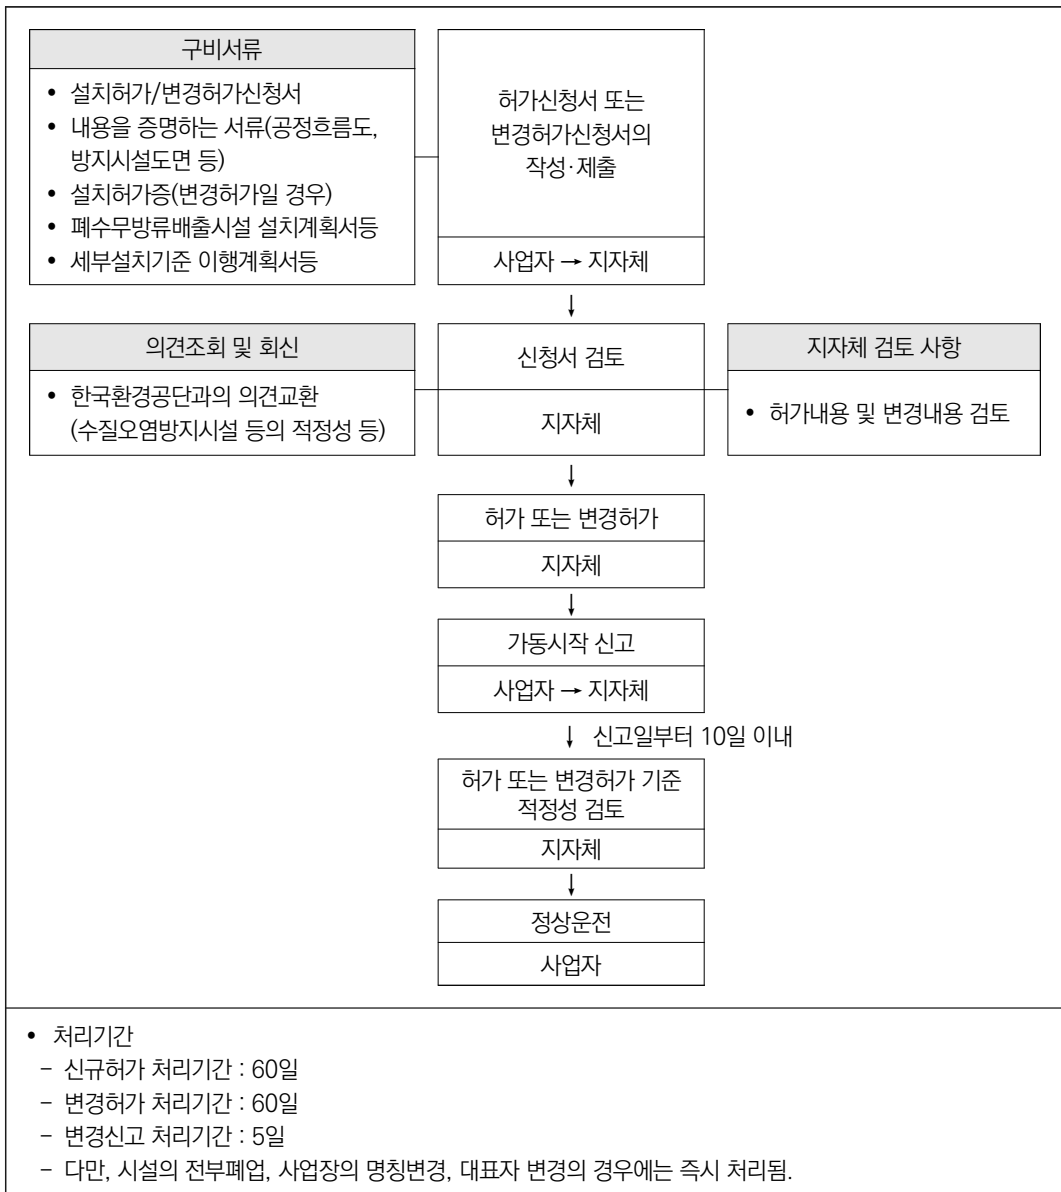 구비서류
• 설치허가/변경허가신청서
• 내용을 증명하는 서류(공정흐름도,
방지시설도면 등)
• 설치허가증(변경허가일 경우)
• 폐수무방류배출시설 설치계획서등
• 세부설치기준 이행계획서등
허가신청서 또는
변경허가신청서의
작성·제출
사업자 → 지자체
↓
의견조회 및 회신
• 한국환경공단과의 의견교환
(수질오염방지시설 등의 적정성 등)
신청서 검토
지자체
지자체 검토 사항
• 허가내용 및 변경내용 검토
↓
허가 또는 변경허가
지자체
↓
가동시작 신고
사업자 → 지자체
↓ 신고일부터 10일 이내
허가 또는 변경허가 기준
적정성 검토
지자체
↓
정상운전
사업자
• 처리기간
- 신규허가 처리기간 : 60일
- 변경허가 처리기간 : 60일
- 변경신고 처리기간 : 5일
- 다만, 시설의 전부폐업, 사업장의 명칭변경, 대표자 변경의 경우에는 즉시 처리됨.